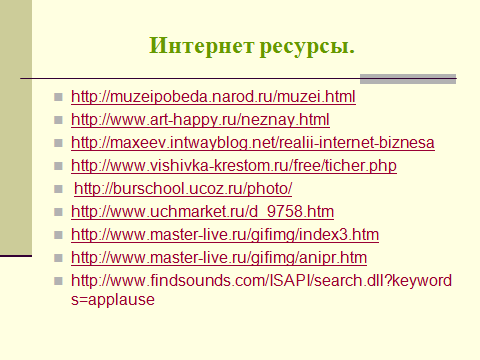 Интернет ресурсы.
http://muzeipobeda.narod.ru/muzei.html
http://www.art-happy.ru/neznay.html
http://maxeev.intwayblog.net/realii-internet-biznesa
http://www.vishivka-krestom.ru/free/ticher.php
http://burschool.ucoz.ru/photo/
http://www.uchmarket.ru/d_9758.htm
http://www.master-live.ru/gifimg/index3.htm
http://www.master-live.ru/gifimg/anipr.htm
http://www.findsounds.com/ISAPI/search.dll?keyword
s=applause